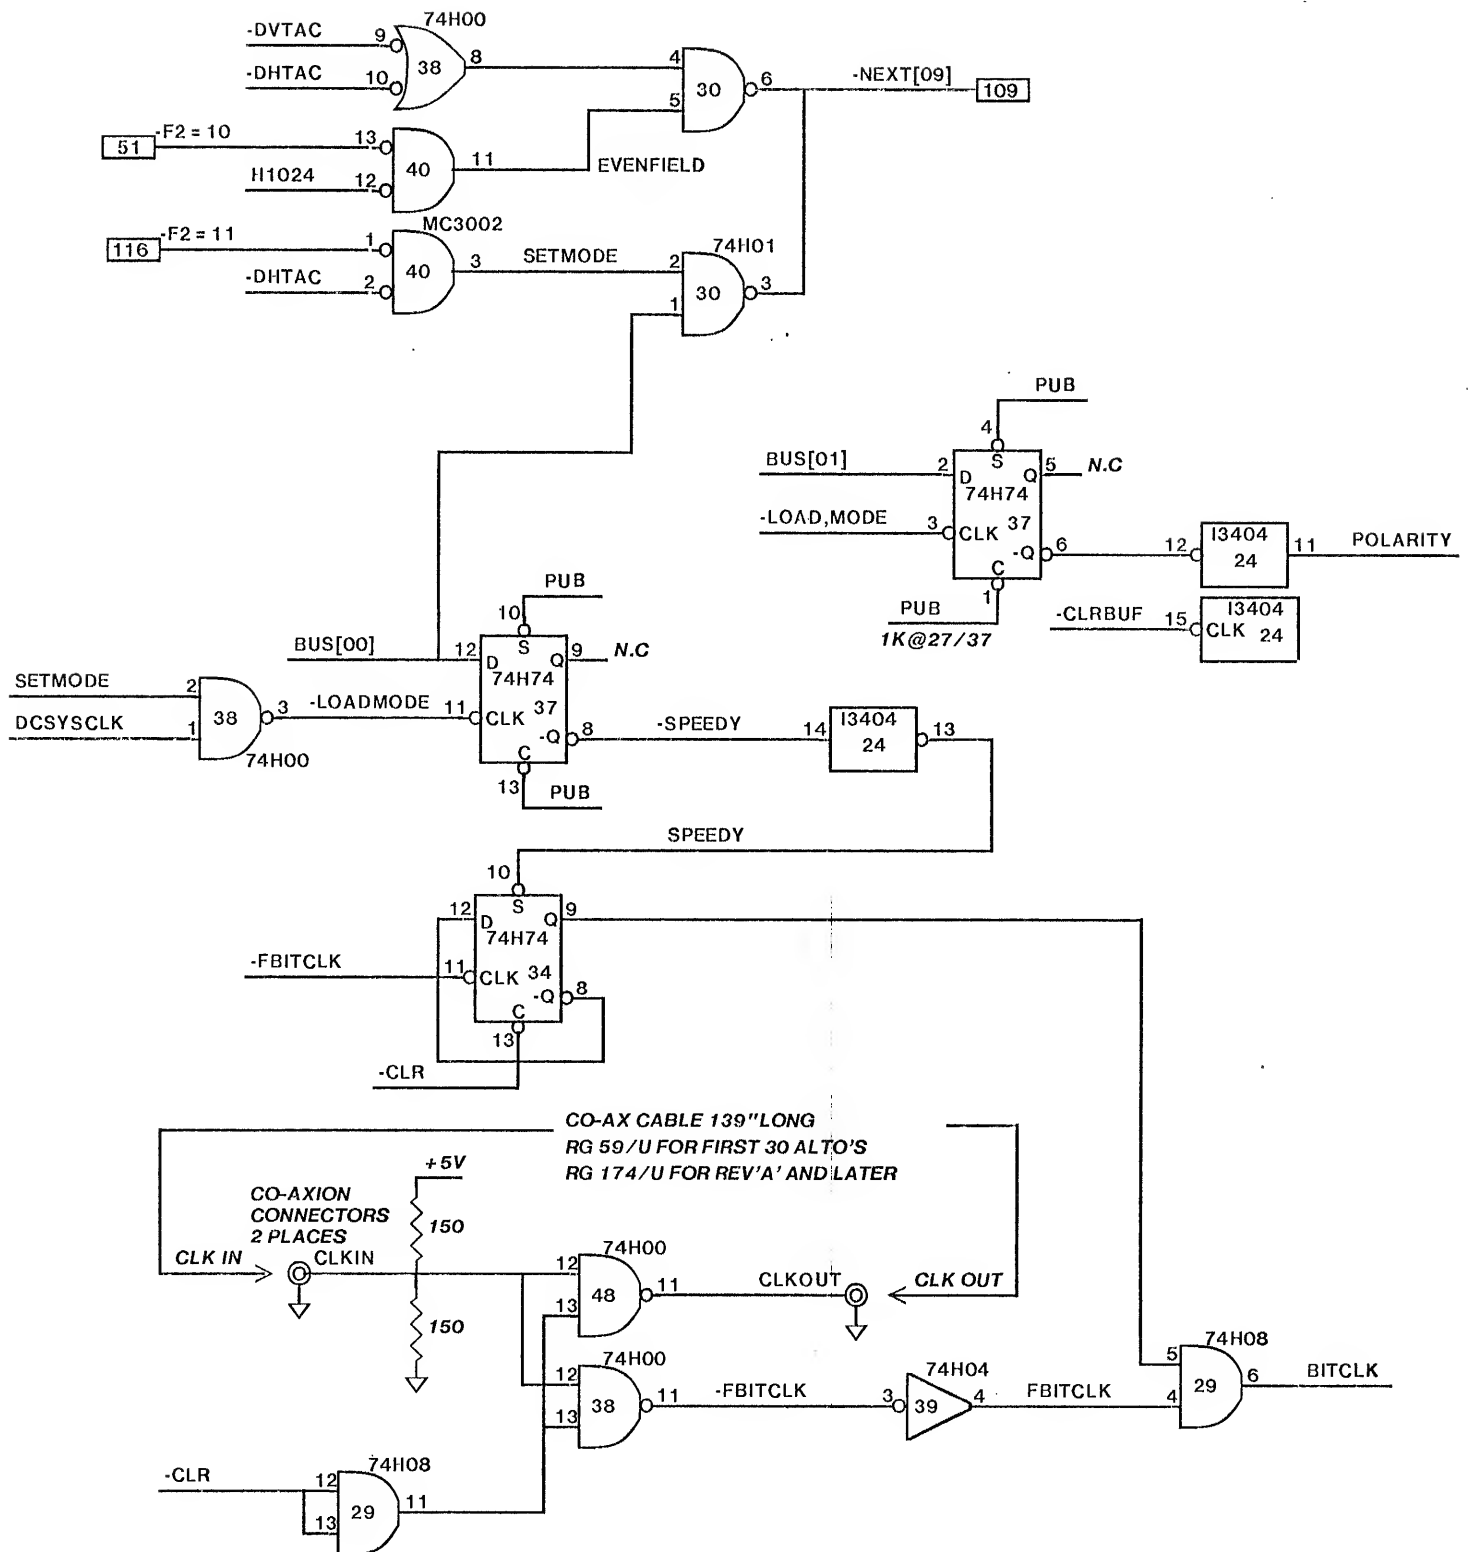 74H00
-DVTAC 9
38 8
-DHTAC 10
4
30 6
5
-NEXT[09] 109
51 -F2=10 13
40 11
EVENFIELD
H1024 12
MC3002
116 -F2=11 1
40 3 SETMODE 2
-DHTAC 2
74H01
30 3
1
PUB
4
BUS[01] 2 D S Q 5 N.C
74H74
-LOAD,MODE 3 CLK 37
-Q 6
C
1
PUB
1K@27/37
12 I3404 11 POLARITY
24
-CLRBUF 15 I3404
CLK 24
PUB
10
BUS[00] 12 D S Q 9 N.C
74H74
SETMODE 2
38 3 -LOADMODE 11 CLK 37
DCSYSCLK 1
74H00
-Q 8 -SPEEDY 14 I3404 13
24
C
13 PUB
SPEEDY
10
12 D S Q 9
74H74
-FBITCLK 11 CLK 34
-Q 8
C
13
-CLR
CO-AX CABLE 139" LONG
RG 59/U FOR FIRST 30 ALTO'S
RG 174/U FOR REV'A' AND LATER
+5V
CO-AXION
CONNECTORS
2 PLACES
150
CLK IN CLKIN
74H00
12
48 11 CLKOUT CLK OUT
13
150
74H00
12
38 11 -FBITCLK 3 39 4 FBITCLK
13
74H04
74H08
5
29 6 BITCLK
4
74H08
-CLR 12
29 11
13